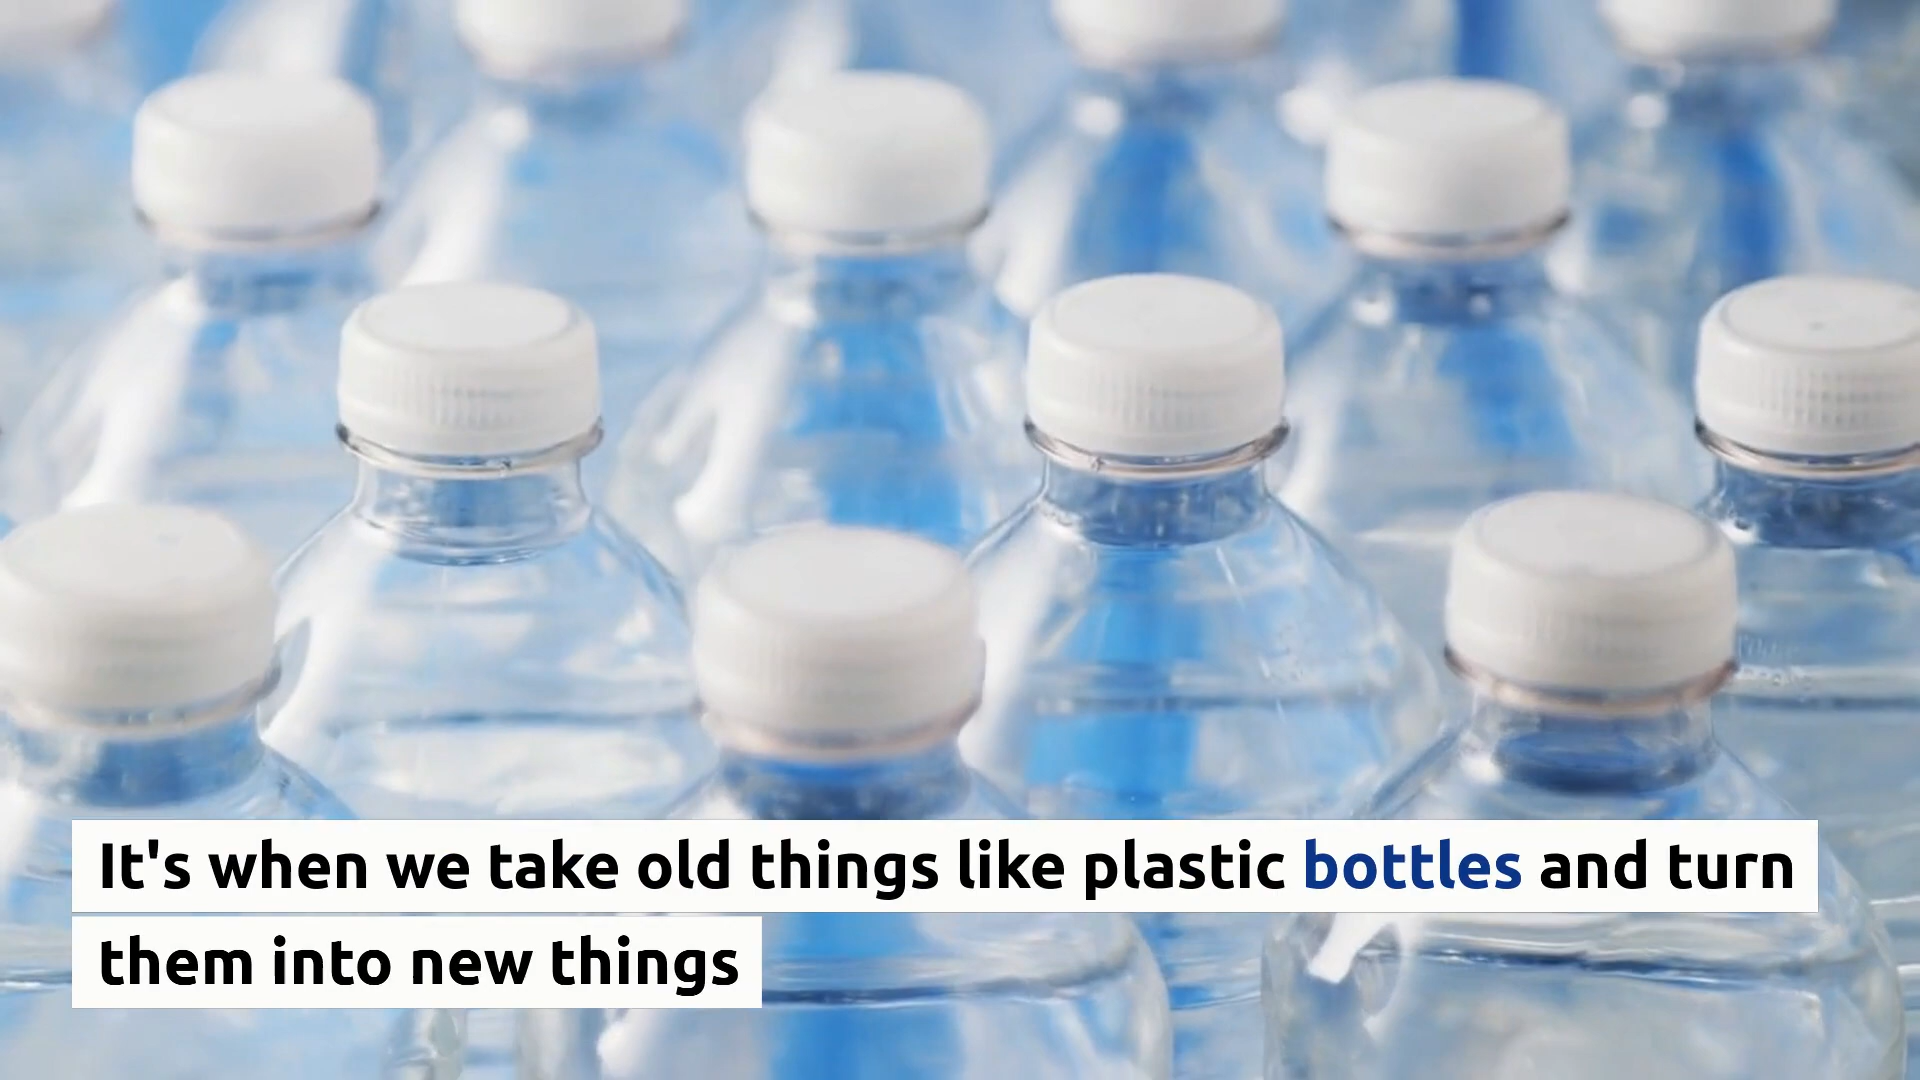 It's when we take old things like plastic bottles and turn
them into new things